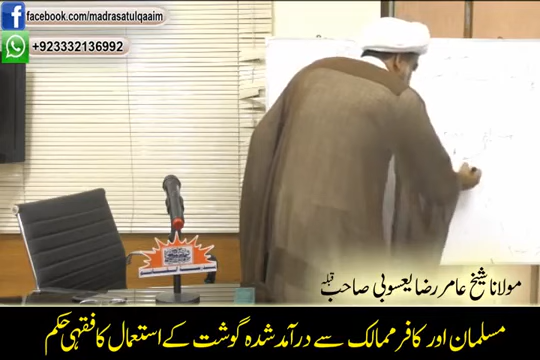 facebook.com/madrasatulqaaim
+923332136992
مولانا شیخ عامر رضا یعسوبی صاحب قبلہ
مسلمان اور کافر ممالک سے درآمد شدہ گوشت کے استعمال کا فقہی حکم